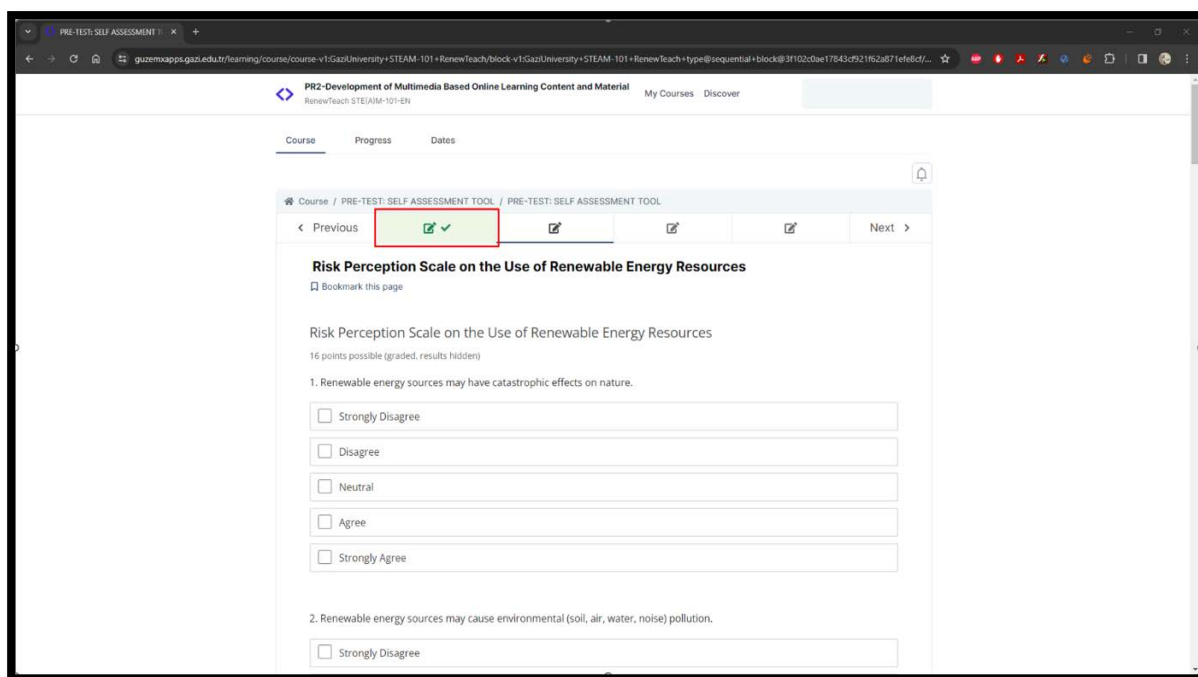 PRE-TEST: SELF ASSESSMENT T
guzemxapps.gazi.edu.tr/learning/course/course-v1:GaziUniversity+STEAM-101+RenewTeach/block-v1:GaziUniversity+STEAM-101+RenewTeach+type@sequential+block@3f102c0ae17843cf921f62a871efe8cf/...
PR2-Development of Multimedia Based Online Learning Content and Material
RenewTeach STE(A)M-101-EN
My Courses Discover
Course Progress Dates
Course / PRE-TEST: SELF ASSESSMENT TOOL / PRE-TEST: SELF ASSESSMENT TOOL
< Previous Next >
Risk Perception Scale on the Use of Renewable Energy Resources
Bookmark this page
Risk Perception Scale on the Use of Renewable Energy Resources
16 points possible (graded, results hidden)
1. Renewable energy sources may have catastrophic effects on nature.
Strongly Disagree
Disagree
Neutral
Agree
Strongly Agree
2. Renewable energy sources may cause environmental (soil, air, water, noise) pollution.
Strongly Disagree